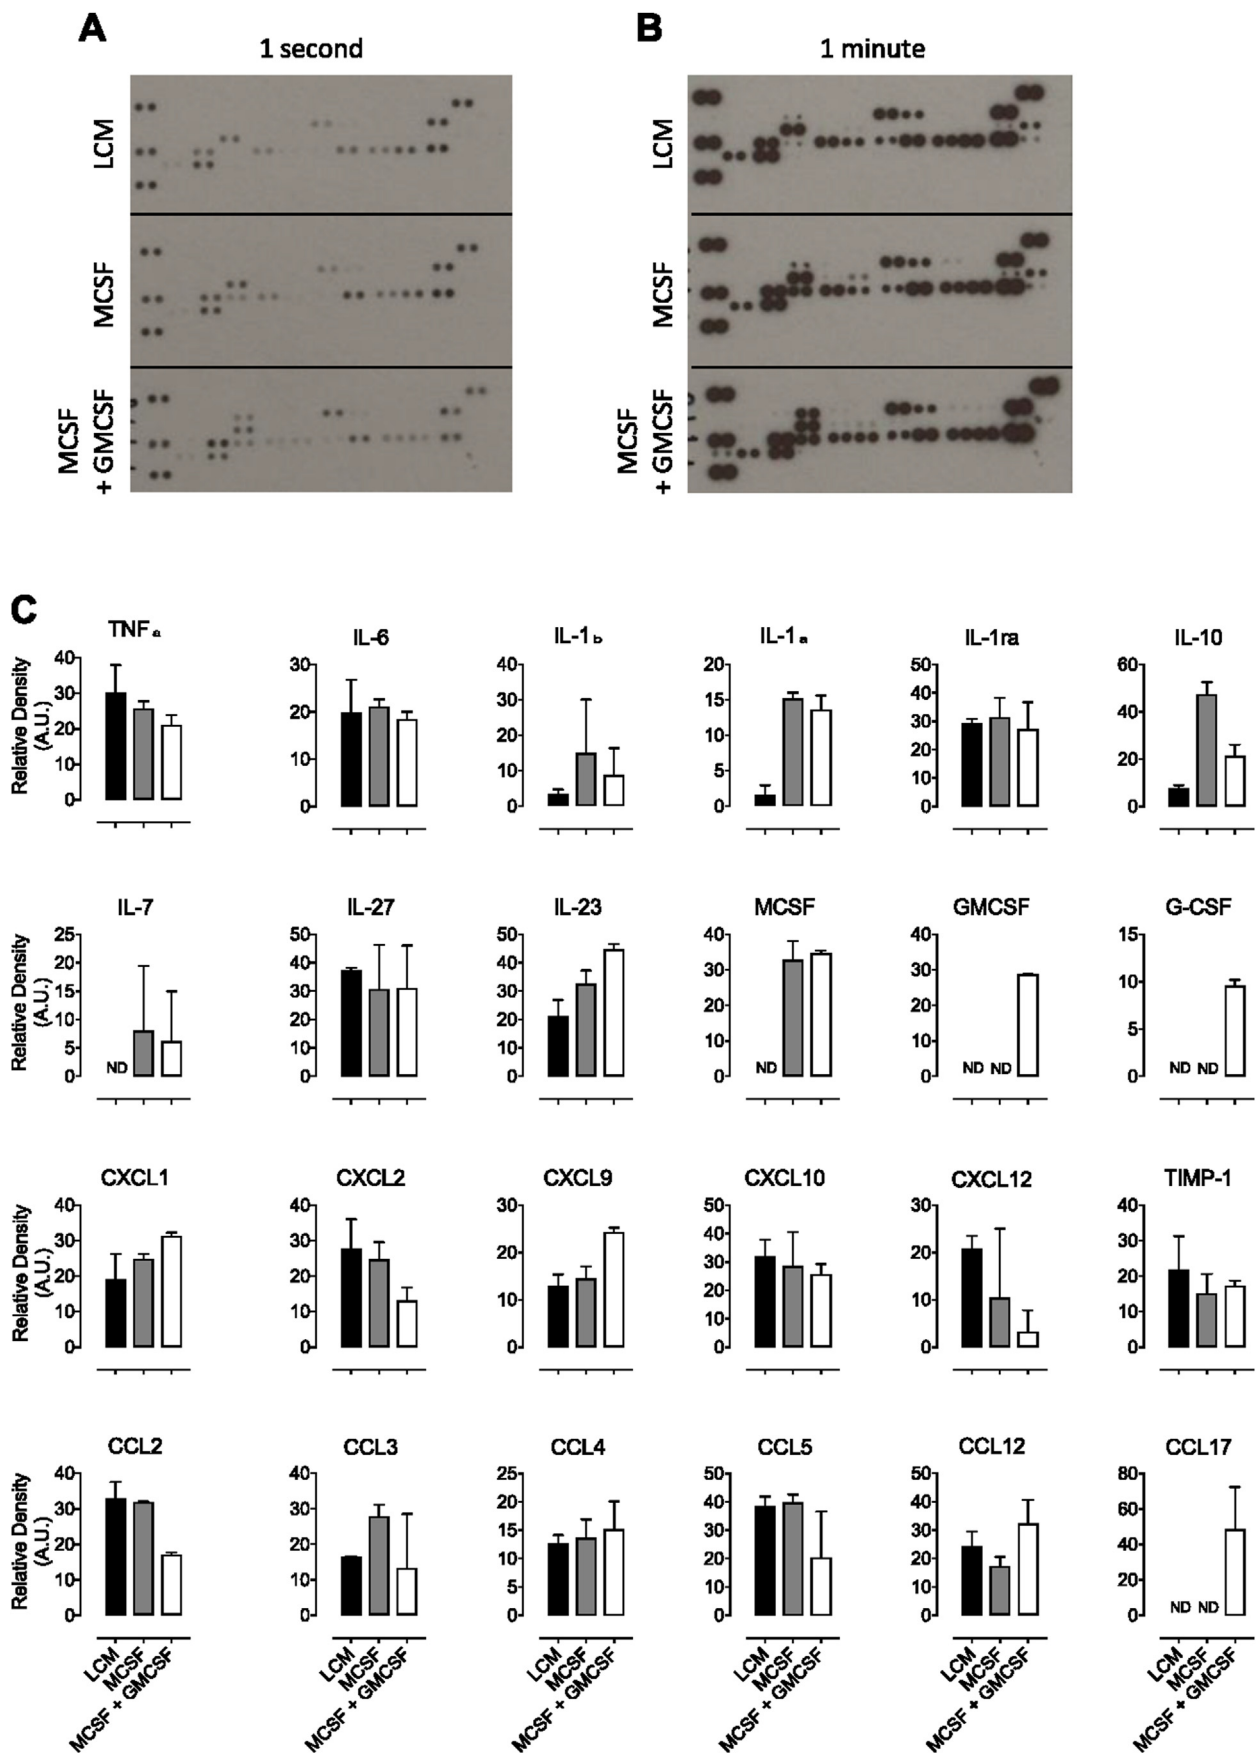 A
1 second
B
1 minute
LCM
MCSF
MCSF
+ GMCSF
LCM
MCSF
MCSF
+ GMCSF
C
TNF a
IL-6
IL-1 b
IL-1 a
IL-1ra
IL-10
Relative Density
(A.U.)
40 30 20 10 0
30 20 10 0
40 30 20 10 0
20 15 10 5 0
50 40 30 20 10 0
60 40 20 0
IL-7
IL-27
IL-23
MCSF
GMCSF
G-CSF
Relative Density
(A.U.)
25 20 15 10 5 0
ND
50 40 30 20 10 0
50 40 30 20 10 0
40 30 20 10 0
ND
40 30 20 10 0
ND ND
15 10 5 0
ND ND
CXCL1
CXCL2
CXCL9
CXCL10
CXCL12
TIMP-1
Relative Density
(A.U.)
40 30 20 10 0
40 30 20 10 0
30 20 10 0
50 40 30 20 10 0
30 20 10 0
40 30 20 10 0
CCL2
CCL3
CCL4
CCL5
CCL12
CCL17
Relative Density
(A.U.)
40 30 20 10 0
40 30 20 10 0
25 20 15 10 5 0
50 40 30 20 10 0
50 40 30 20 10 0
80 60 40 20 0
ND ND
LCM
MCSF
MCSF + GMCSF
LCM
MCSF
MCSF + GMCSF
LCM
MCSF
MCSF + GMCSF
LCM
MCSF
MCSF + GMCSF
LCM
MCSF
MCSF + GMCSF
LCM
MCSF
MCSF + GMCSF